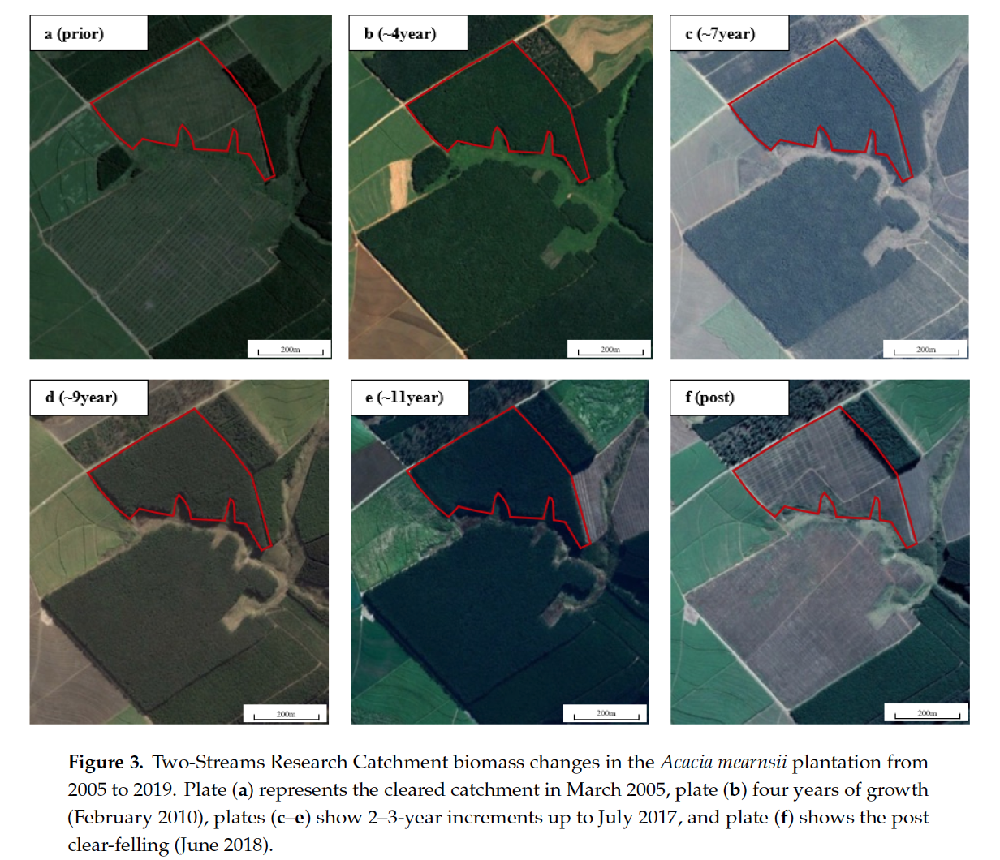 a (prior)
b (~4year)
c (~7year)
200m
200m
200m
d (~9year)
e (~11year)
f (post)
200m
200m
200m
Figure 3. Two-Streams Research Catchment biomass changes in the Acacia mearnsii plantation from
2005 to 2019. Plate (a) represents the cleared catchment in March 2005, plate (b) four years of growth
(February 2010), plates (c–e) show 2–3-year increments up to July 2017, and plate (f) shows the post
clear-felling (June 2018).